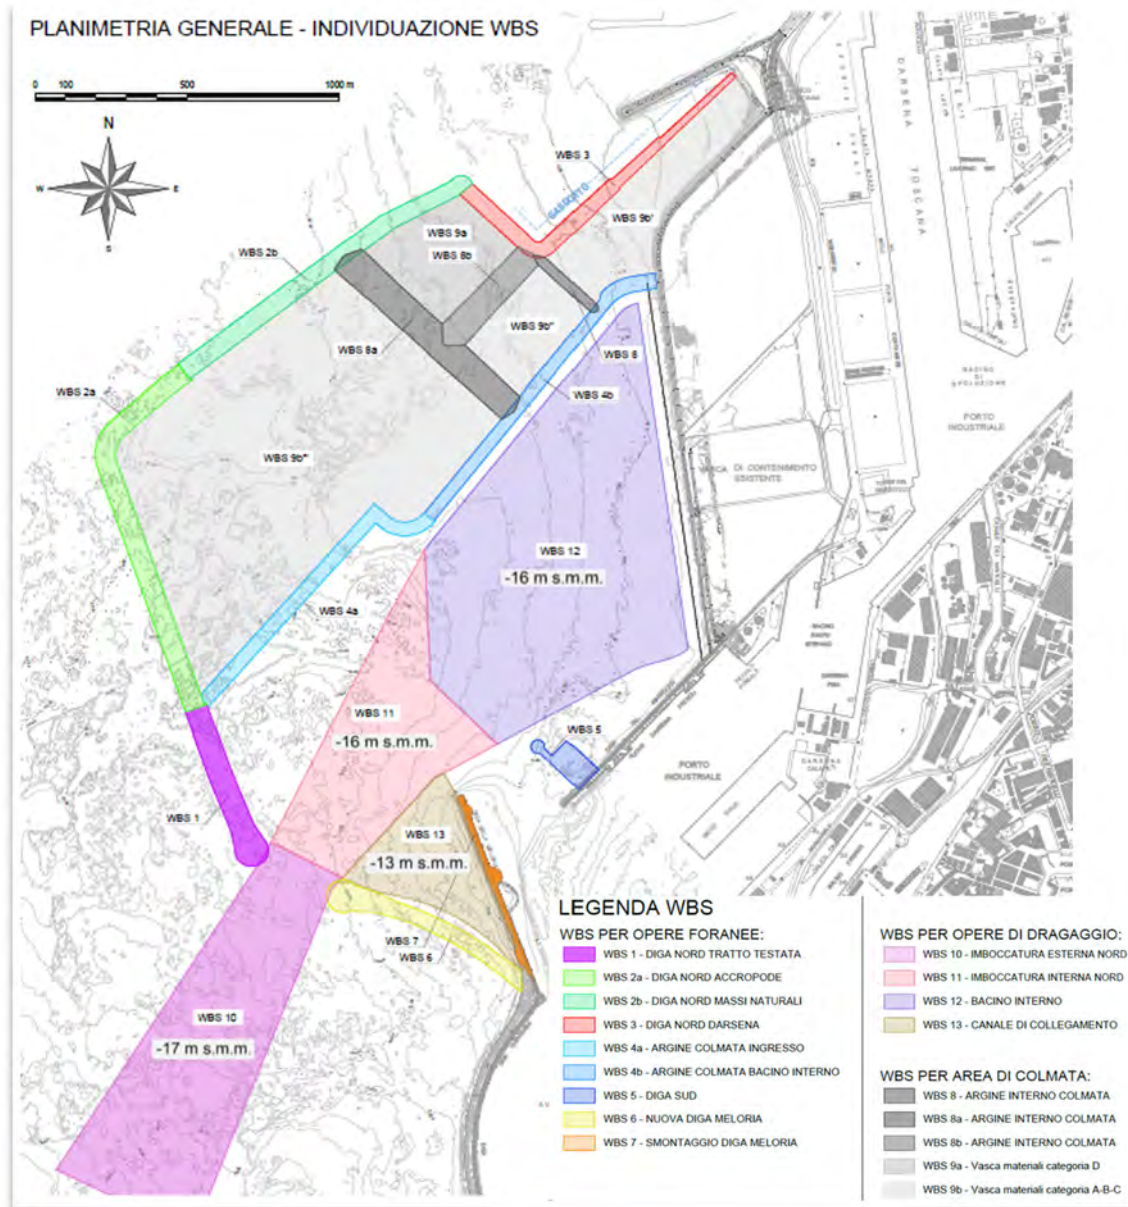 PLANIMETRIA GENERALE - INDIVIDUAZIONE WBS
0 100 500 1000 m
N
W E
S
WBS 3
GASDOTTO
WBS 9b'
WBS 9a
WBS 8b
WBS 2b
WBS 9b''
WBS 8a
WBS 8
WBS 2a
WBS 4b
WBS 9b'''
WBS 12
-16 m s.m.m.
WBS 4a
WBS 11
-16 m s.m.m.
WBS 5
WBS 1
WBS 13
-13 m s.m.m.
WBS 7
WBS 6
WBS 10
-17 m s.m.m.
DARSENA
TOSCANA
BACINO
DI
EVOLUZIONE
PORTO
INDUSTRIALE
VASCA DI CONTENIMENTO
ESISTENTE
PORTO
INDUSTRIALE
LEGENDA WBS
WBS PER OPERE FORANEE:
WBS 1 - DIGA NORD TRATTO TESTATA
WBS 2a - DIGA NORD ACCROPODE
WBS 2b - DIGA NORD MASSI NATURALI
WBS 3 - DIGA NORD DARSENA
WBS 4a - ARGINE COLMATA INGRESSO
WBS 4b - ARGINE COLMATA BACINO INTERNO
WBS 5 - DIGA SUD
WBS 6 - NUOVA DIGA MELORIA
WBS 7 - SMONTAGGIO DIGA MELORIA
WBS PER OPERE DI DRAGAGGIO:
WBS 10 - IMBOCCATURA ESTERNA NORD
WBS 11 - IMBOCCATURA INTERNA NORD
WBS 12 - BACINO INTERNO
WBS 13 - CANALE DI COLLEGAMENTO
WBS PER AREA DI COLMATA:
WBS 8 - ARGINE INTERNO COLMATA
WBS 8a - ARGINE INTERNO COLMATA
WBS 8b - ARGINE INTERNO COLMATA
WBS 9a - Vasca materiali categoria D
WBS 9b - Vasca materiali categoria A-B-C